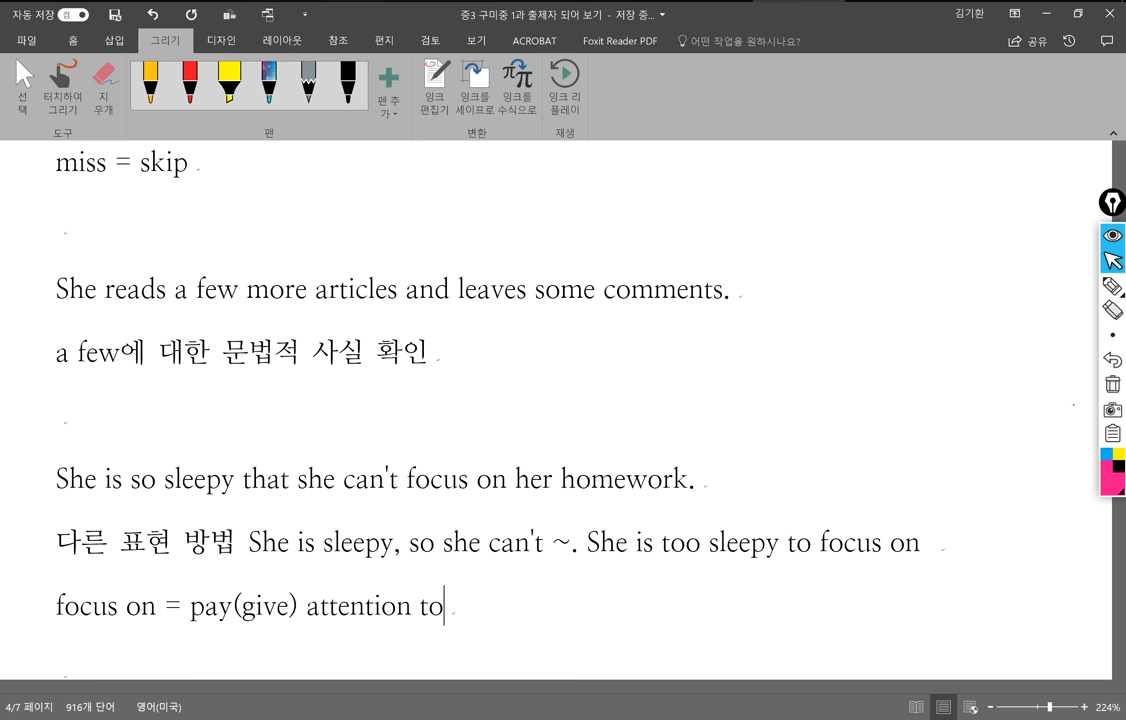 자동 저장 켬 중3 구미중 1과 출제자 되어 보기 - 저장 중... 김기환
파일 홈 삽입 그리기 디자인 레이아웃 참조 편지 검토 보기 ACROBAT Foxit Reader PDF 어떤 작업을 원하시나요? 공유
선택 터치하여 그리기 지우개 펜 추가 잉크 편집기 잉크를 셰이프로 잉크를 수식으로 잉크 리플레이
도구 펜 변환 재생
miss = skip
She reads a few more articles and leaves some comments.
a few에 대한 문법적 사실 확인
She is so sleepy that she can't focus on her homework.
다른 표현 방법 She is sleepy, so she can't ~. She is too sleepy to focus on
focus on = pay(give) attention to
4/7 페이지 916개 단어 영어(미국) 224%